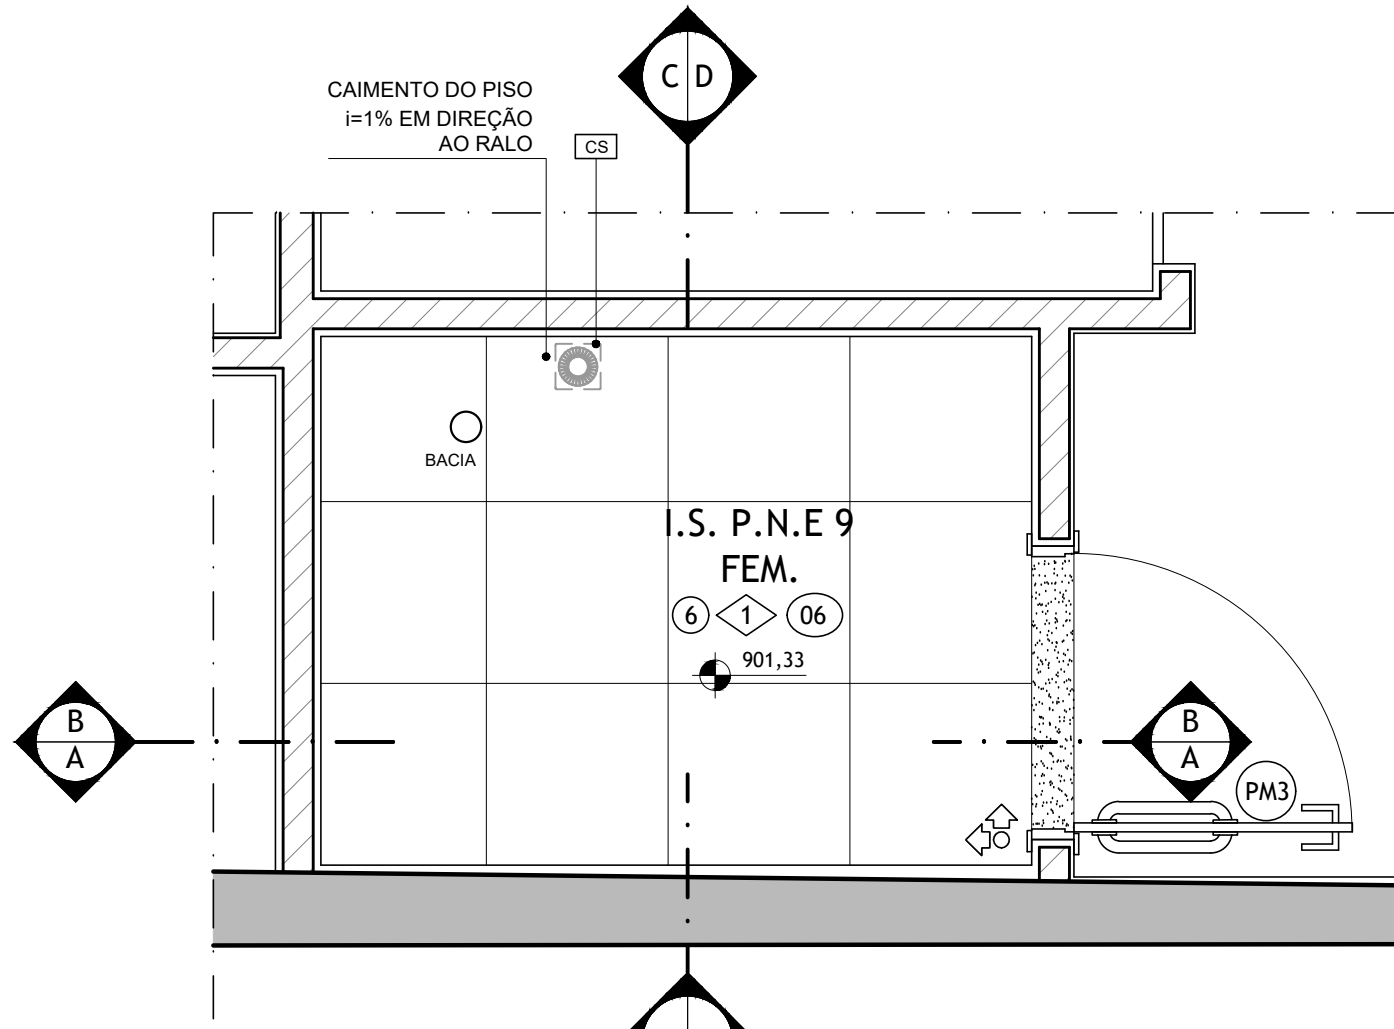 C D
CAIMENTO DO PISO
i=1% EM DIREÇÃO
AO RALO
CS
BACIA
I.S. P.N.E 9
FEM.
6 1 06
901,33
B
A
B
A
PM3